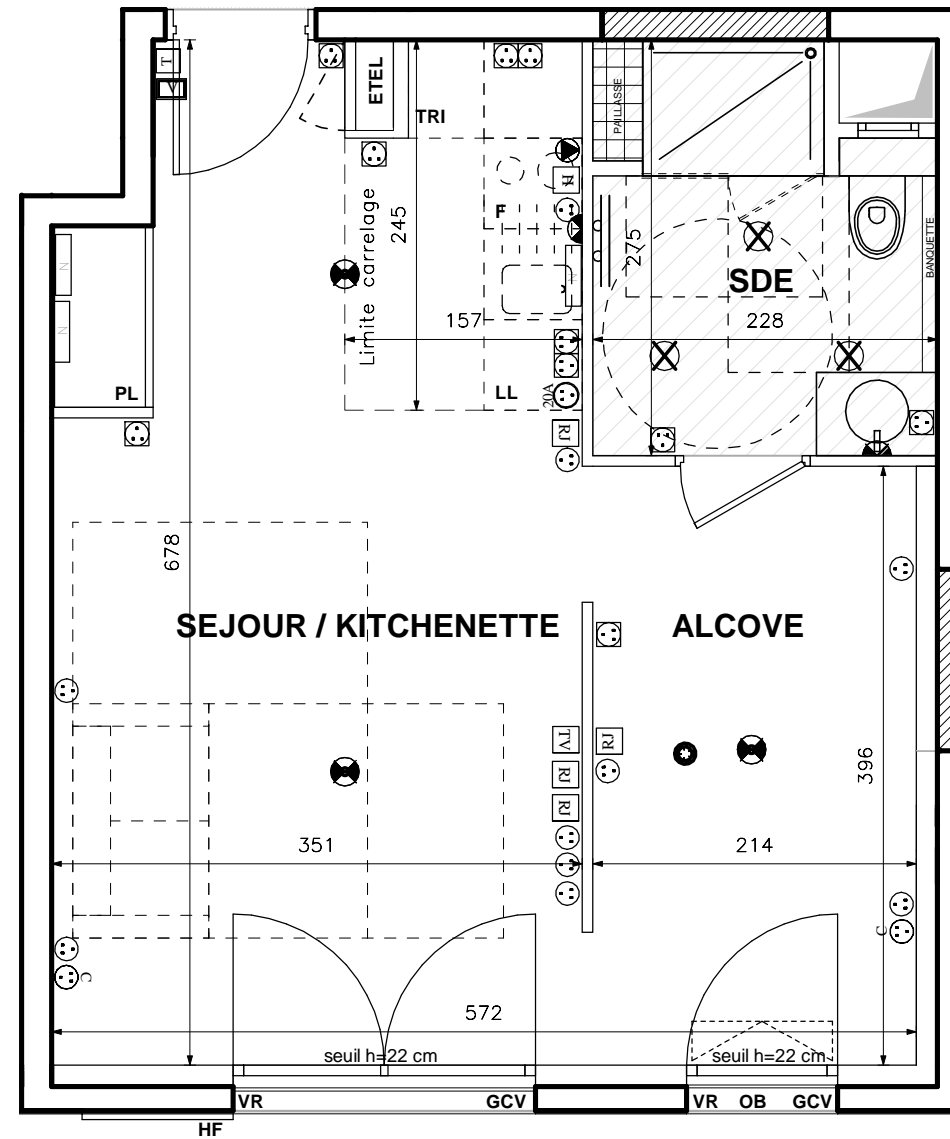 T
V
ETEL
TRI
PAILLASSE
Limite carrelage
245
F
275
SDE
BANQUETTE
N
N
157
228
PL
LL
20A
RJ
678
SEJOUR / KITCHENETTE
ALCOVE
TV
RJ
RJ
RJ
396
351
214
C
C
572
seuil h=22 cm
seuil h=22 cm
VR
GCV
VR
OB
GCV
HF